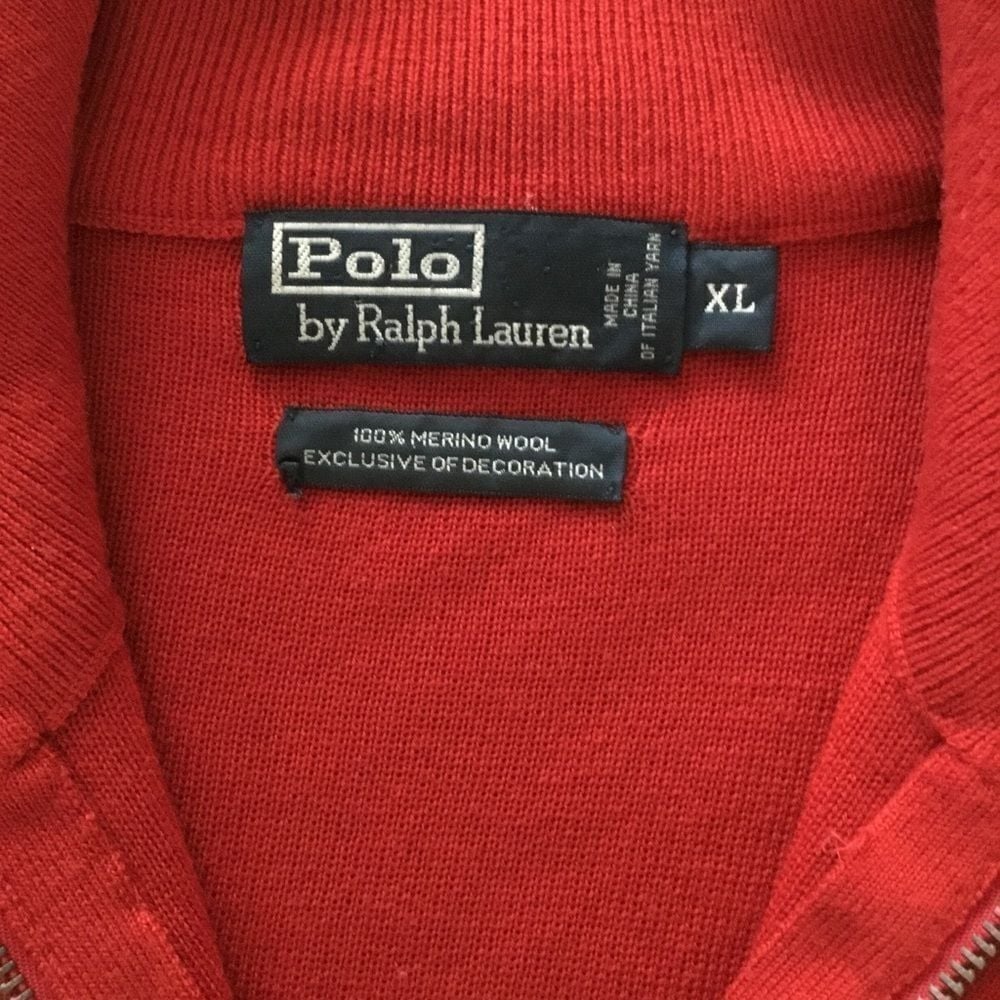 Polo
by Ralph Lauren
MADE IN
CHINA
OF ITALIAN YARN
XL
100% MERINO WOOL
EXCLUSIVE OF DECORATION